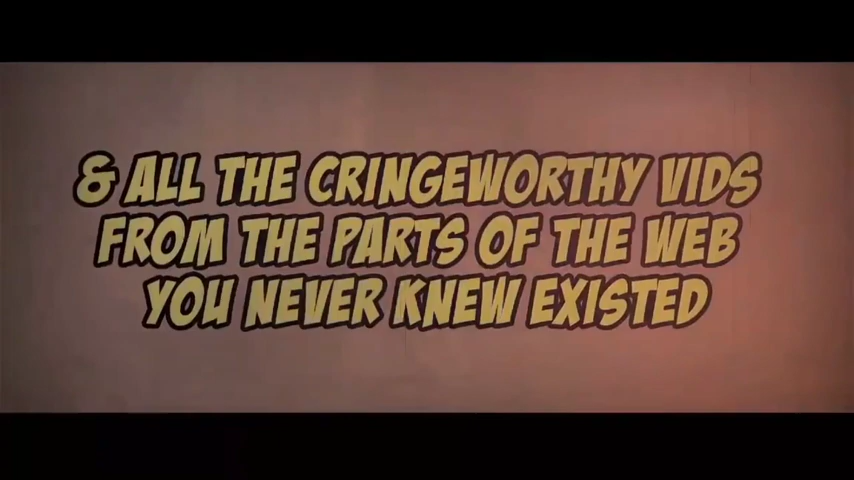 & ALL THE CRINGEWORTHY VIDS
FROM THE PARTS OF THE WEB
YOU NEVER KNEW EXISTED